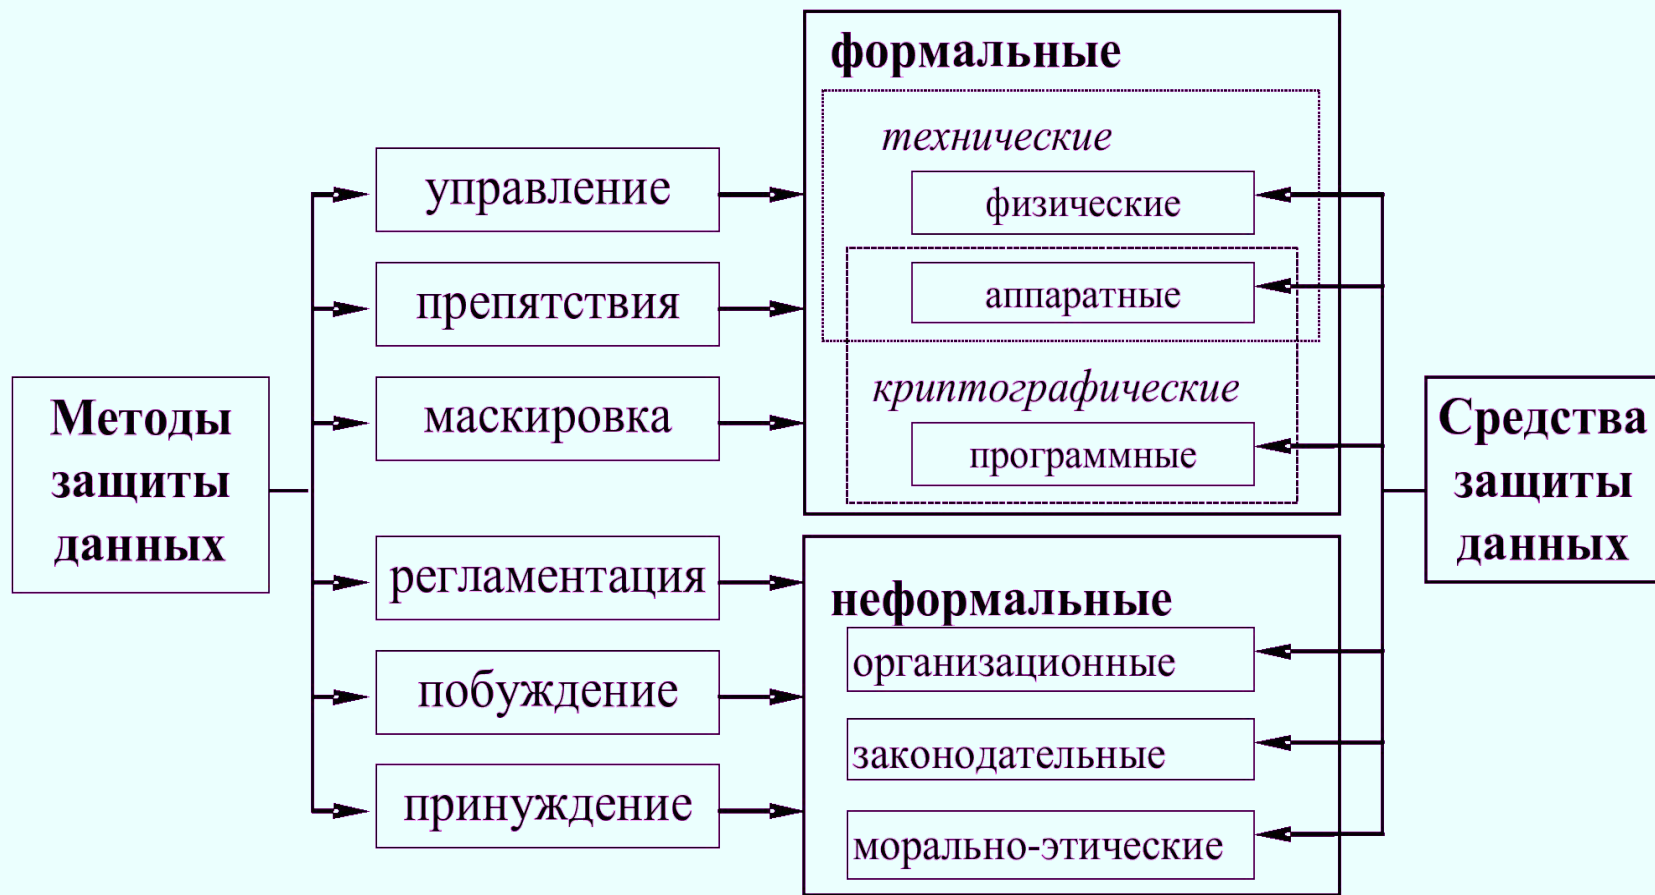 Методы
защиты
данных
управление
препятствия
маскировка
регламентация
побуждение
принуждение
формальные
технические
физические
аппаратные
криптографические
программные
неформальные
организационные
законодательные
морально-этические
Средства
защиты
данных